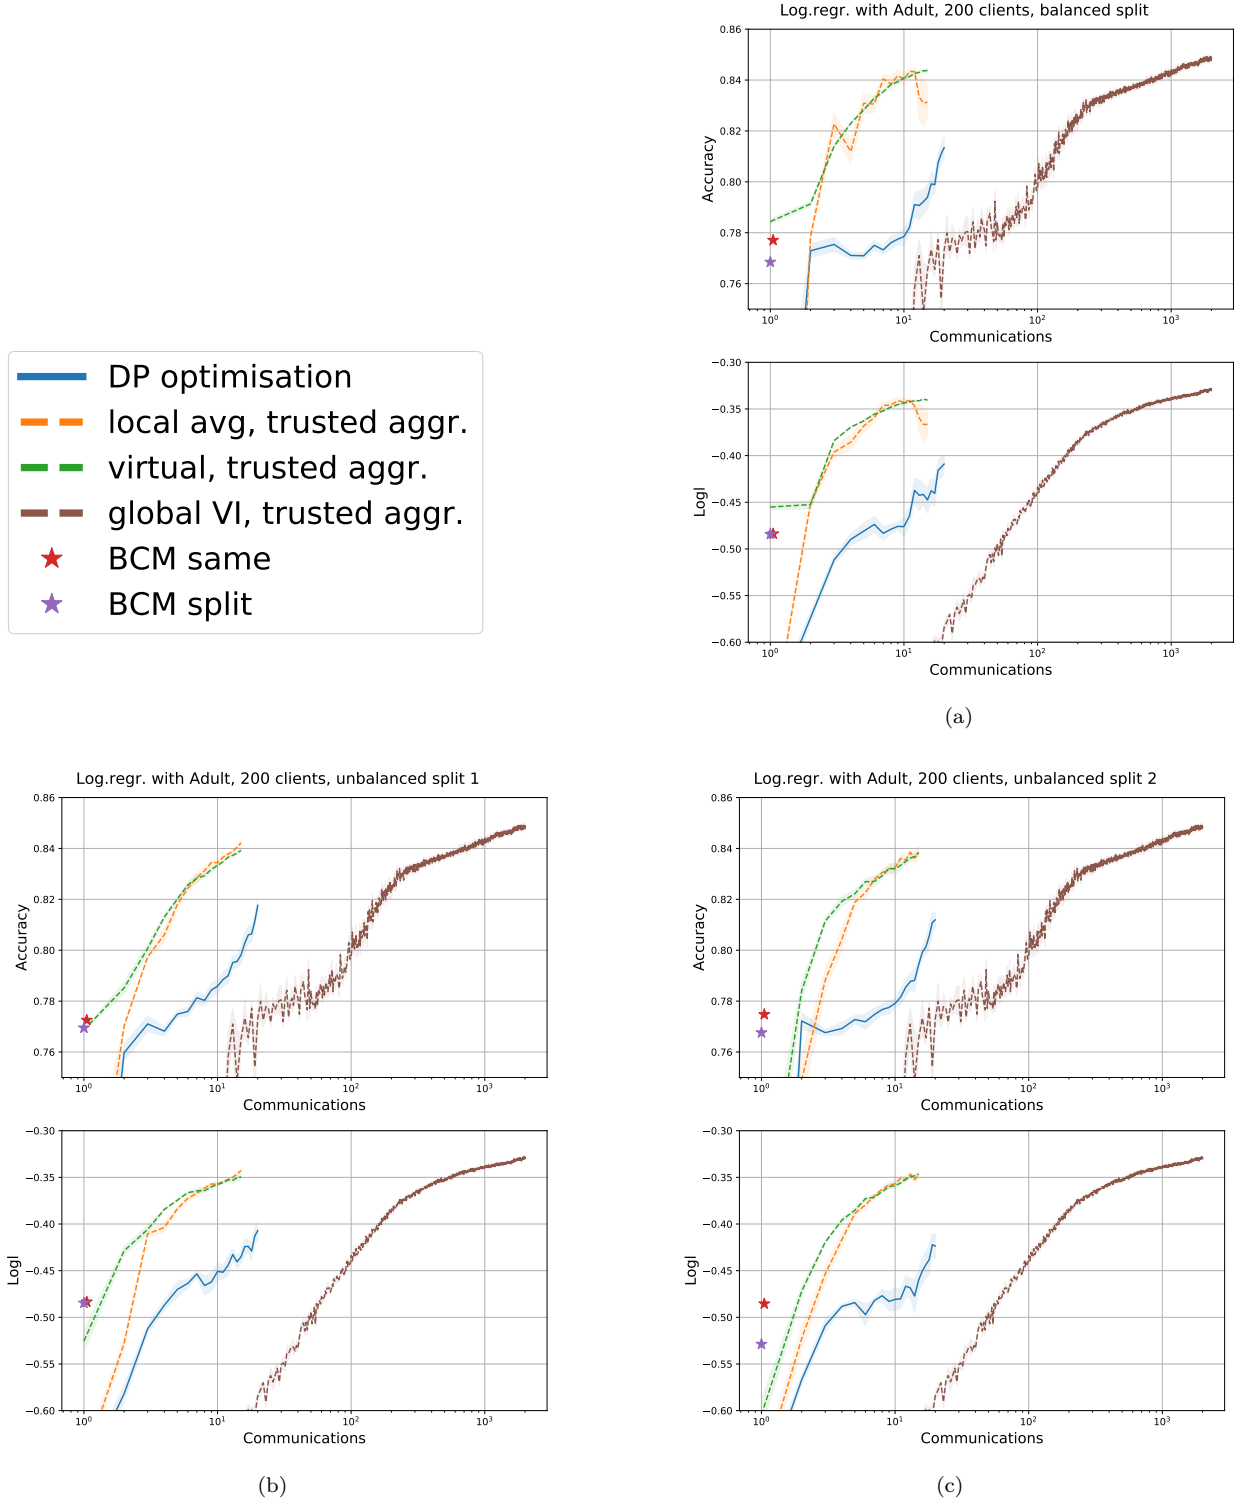 Log.regr. with Adult, 200 clients, balanced split
0.86
0.84
0.82
0.80
0.78
0.76
Accuracy
10⁰
10¹
10²
10³
Communications
DP optimisation
local avg, trusted aggr.
virtual, trusted aggr.
global VI, trusted aggr.
BCM same
BCM split
−0.30
−0.35
−0.40
−0.45
−0.50
−0.55
−0.60
Logl
10⁰
10¹
10²
10³
Communications
(a)
Log.regr. with Adult, 200 clients, unbalanced split 1
0.86
0.84
0.82
0.80
0.78
0.76
Accuracy
10⁰
10¹
10²
10³
Communications
−0.30
−0.35
−0.40
−0.45
−0.50
−0.55
−0.60
Logl
10⁰
10¹
10²
10³
Communications
(b)
Log.regr. with Adult, 200 clients, unbalanced split 2
0.86
0.84
0.82
0.80
0.78
0.76
Accuracy
10⁰
10¹
10²
10³
Communications
−0.30
−0.35
−0.40
−0.45
−0.50
−0.55
−0.60
Logl
10⁰
10¹
10²
10³
Communications
(c)